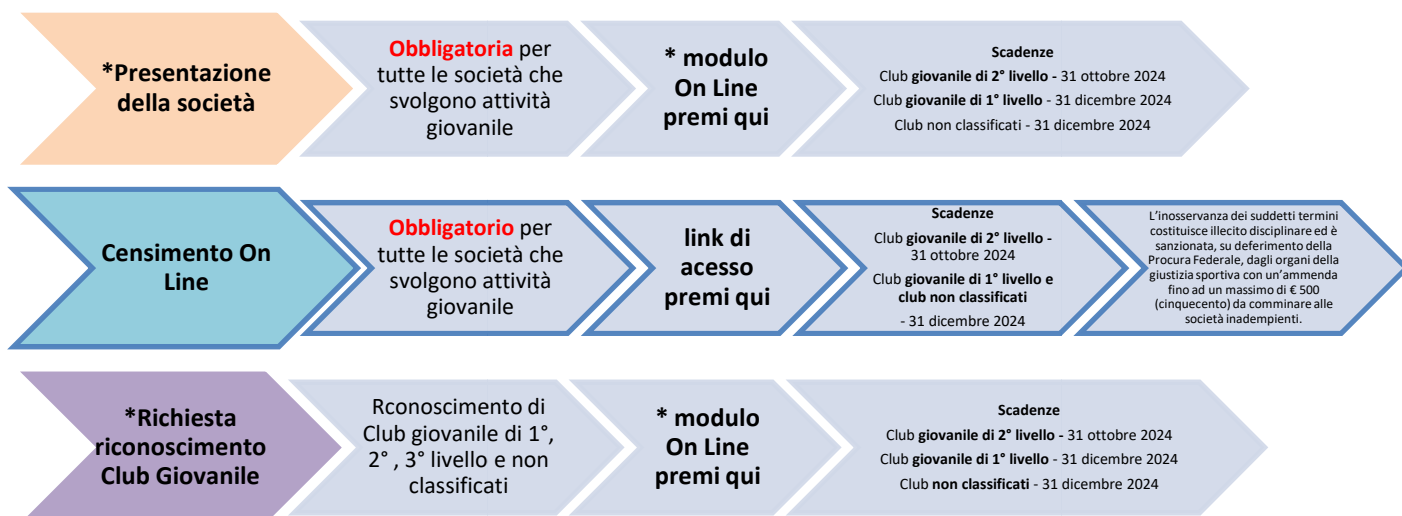 *Presentazione
della società
Obbligatoria per
tutte le società che
svolgono attività
giovanile
* modulo
On Line
premi qui
Scadenze
Club giovanile di 2° livello - 31 ottobre 2024
Club giovanile di 1° livello - 31 dicembre 2024
Club non classificati - 31 dicembre 2024
Censimento On
Line
Obbligatorio per
tutte le società che
svolgono attività
giovanile
link di
acesso
premi qui
Scadenze
Club giovanile di 2° livello -
31 ottobre 2024
Club giovanile di 1° livello e
club non classificati
- 31 dicembre 2024
L'inosservanza dei suddetti termini
costituisce illecito disciplinare ed è
sanzionata, su deferimento della
Procura Federale, dagli organi della
giustizia sportiva con un'ammenda
fino ad un massimo di € 500
(cinquecento) da comminare alle
società inadempienti.
*Richiesta
riconoscimento
Club Giovanile
Rconoscimento di
Club giovanile di 1°,
2° , 3° livello e non
classificati
* modulo
On Line
premi qui
Scadenze
Club giovanile di 2° livello - 31 ottobre 2024
Club giovanile di 1° livello - 31 dicembre 2024
Club non classificati - 31 dicembre 2024